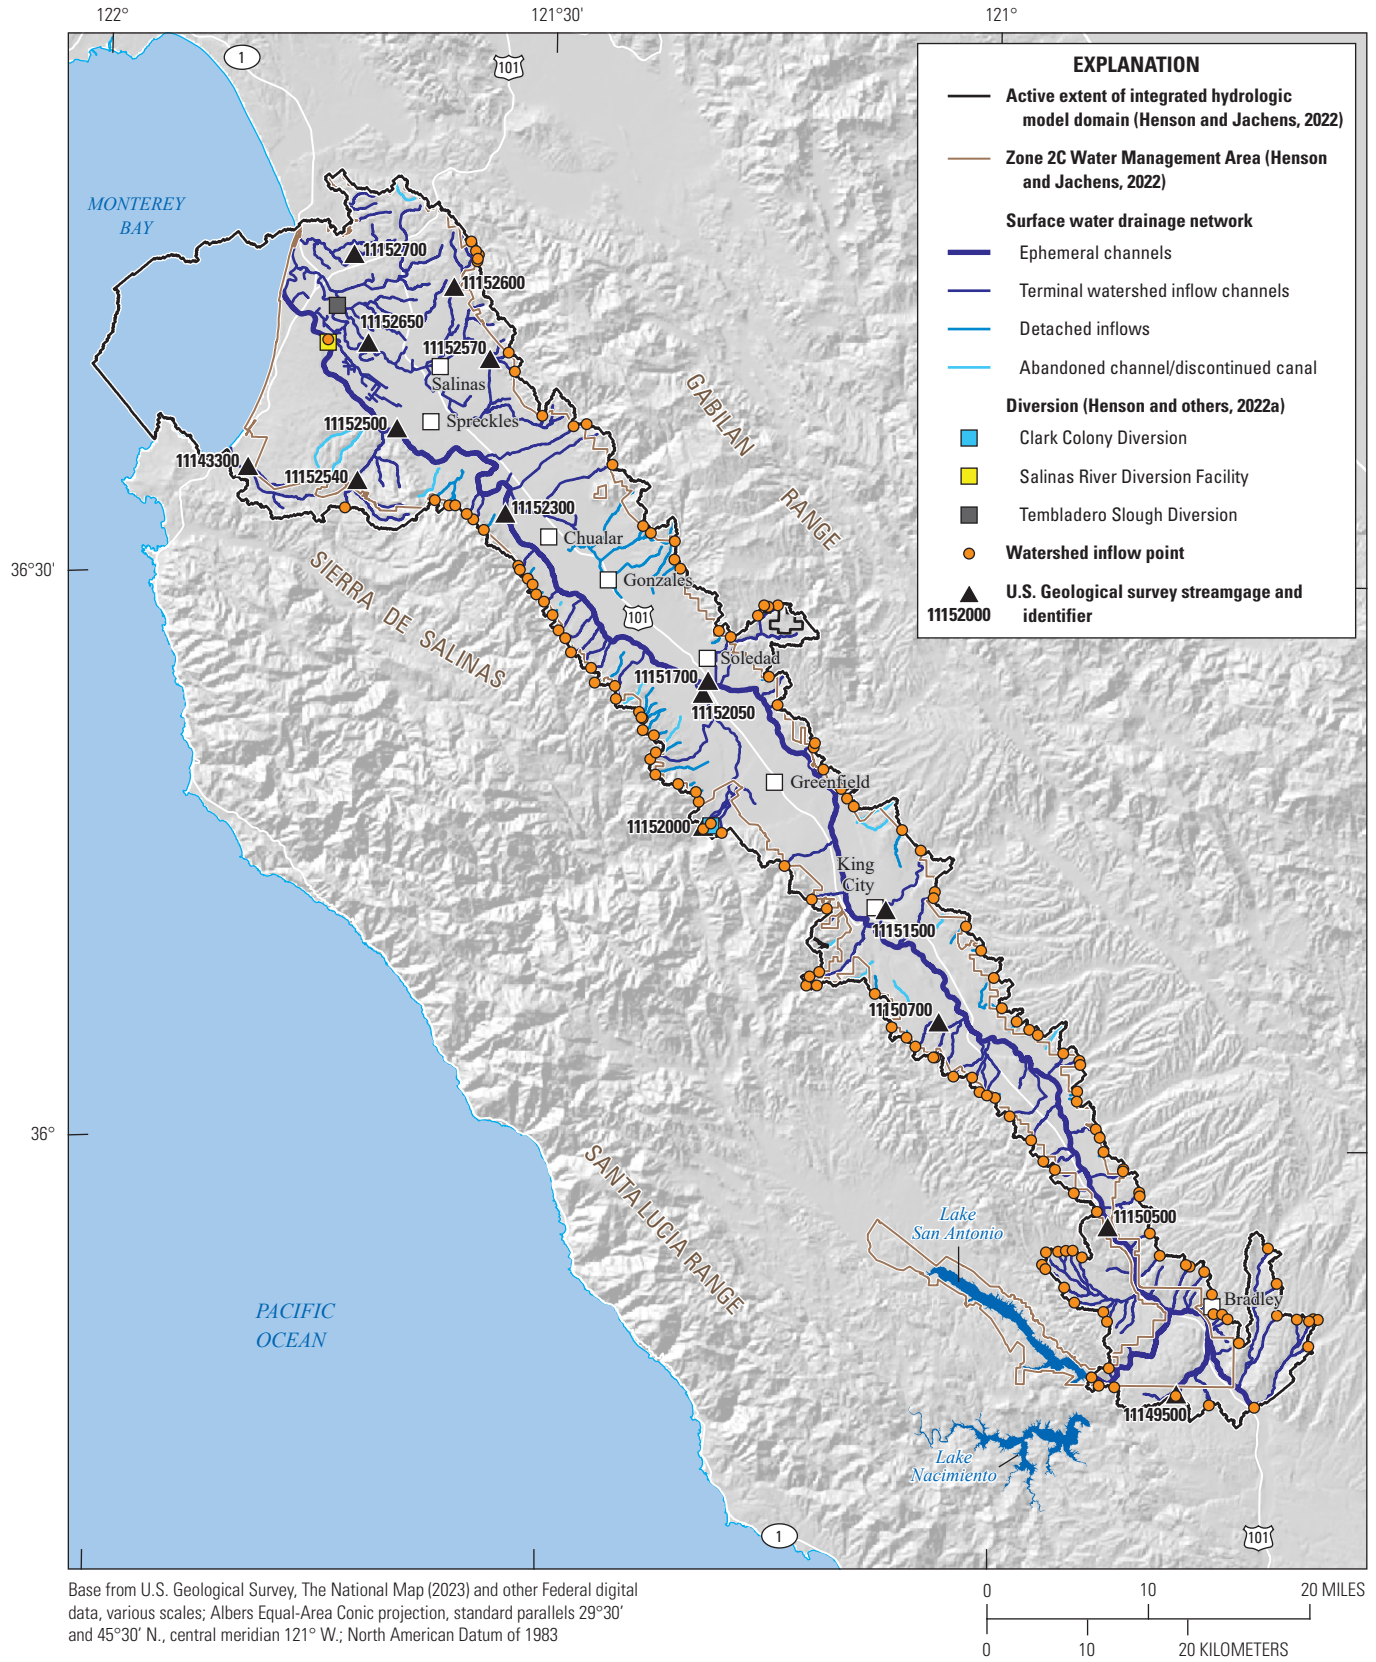 122°
121°30'
121°
1
101
EXPLANATION
Active extent of integrated hydrologic
model domain (Henson and Jachens, 2022)
Zone 2C Water Management Area (Henson
and Jachens, 2022)
Surface water drainage network
Ephemeral channels
Terminal watershed inflow channels
Detached inflows
Abandoned channel/discontinued canal
Diversion (Henson and others, 2022a)
Clark Colony Diversion
Salinas River Diversion Facility
Tembladero Slough Diversion
Watershed inflow point
U.S. Geological survey streamgage and
11152000 identifier
MONTEREY
BAY
11152700
11152600
11152650
11152570
Salinas
Spreckles
11152500
11143300
11152540
11152300
Chualar
GABILAN RANGE
36°30'
SIERRA DE SALINAS
Gonzales
101
Soledad
11151700
11152050
Greenfield
11152000
King
City
11151500
11150700
36°
SANTA LUCIA RANGE
11150500
Lake
San Antonio
Bradley
PACIFIC
OCEAN
11149500
Lake
Nacimiento
1
101
Base from U.S. Geological Survey, The National Map (2023) and other Federal digital
data, various scales; Albers Equal-Area Conic projection, standard parallels 29°30'
and 45°30' N., central meridian 121° W.; North American Datum of 1983
0 10 20 MILES
0 10 20 KILOMETERS